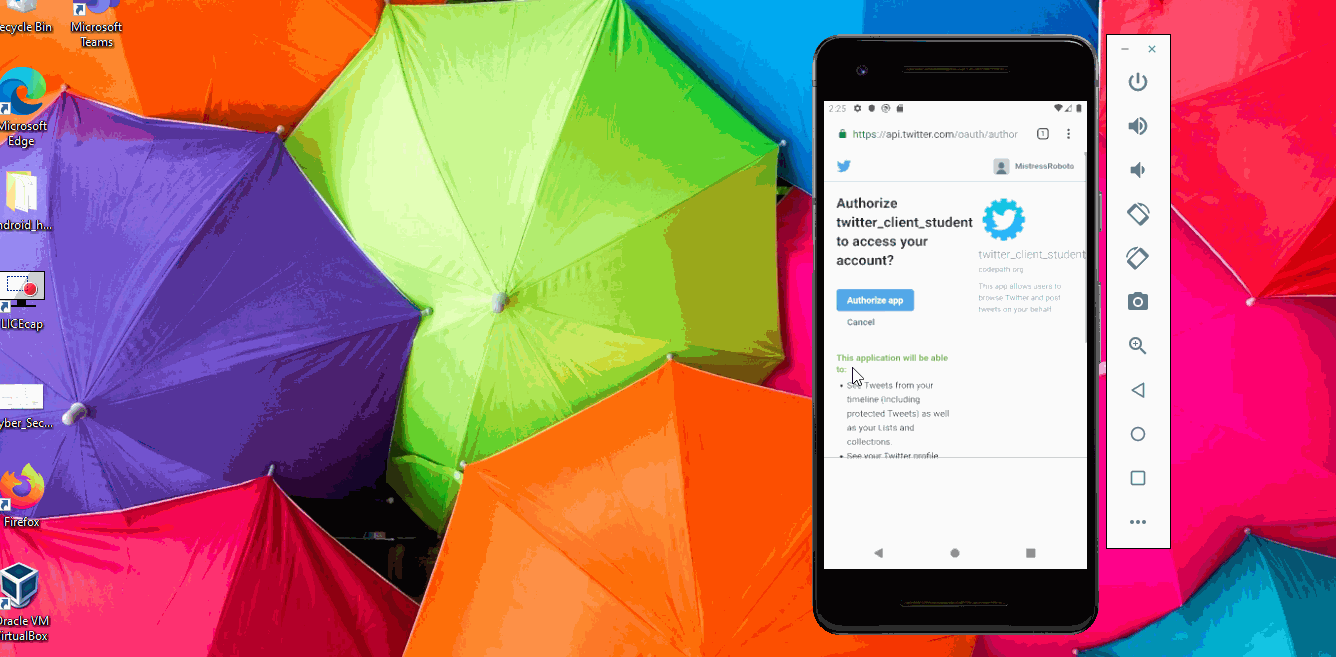 ecycle Bin
Microsoft
Teams
Microsoft
Edge
ndroid_h...
LICEcap
yber_Sec...
Firefox
Oracle VM
VirtualBox
2:25
https://api.twitter.com/oauth/author
1
MistressRoboto
Authorize
twitter_client_student
to access your
account?
Authorize app
Cancel
twitter_client_student
codepath.org
This app allows users to
browse Twitter and post
tweets on your behalf
This application will be able
to:
• See Tweets from your
timeline (including
protected Tweets) as well
as your Lists and
collections.
• See your Twitter profile